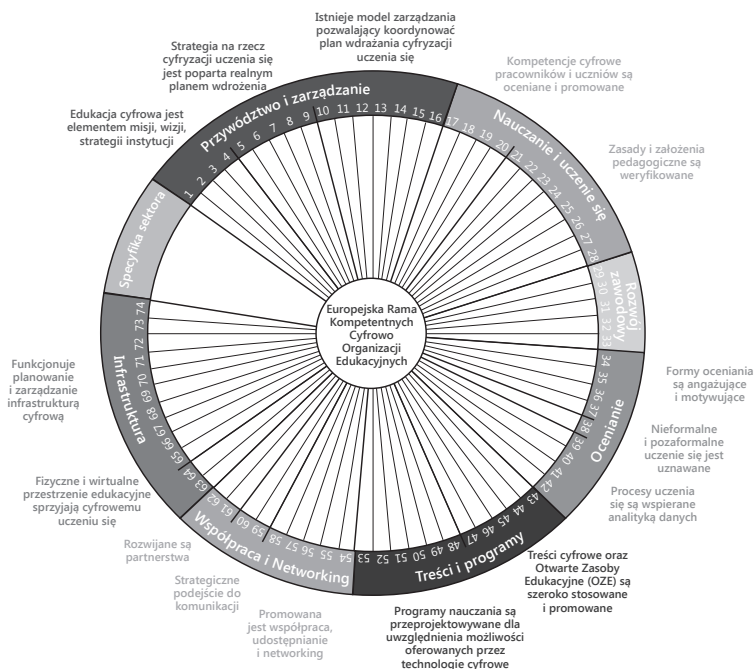 Istnieje model zarządzania
pozwalający koordynować
plan wdrażania cyfryzacji
uczenia się
Strategia na rzecz
cyfryzacji uczenia się
jest poparta realnym
planem wdrożenia
Edukacja cyfrowa jest
elementem misji, wizji,
strategii instytucji
Kompetencje cyfrowe
pracowników i uczniów są
oceniane i promowane
Zasady i założenia
pedagogiczne są
weryfikowane
Przywództwo i zarządzanie
1 2 3 4 5 6 7 8 9 10 11 12 13 14 15 16
Nauczanie i uczenie się
17 18 19 20 21 22 23 24 25 26 27 28
Rozwój
zawodowy
29 30 31 32 33
Ocenianie
34 35 36 37 38 39 40 41 42
Formy oceniania
są angażujące
i motywujące
Nieformalne
i pozaformalne
uczenie się jest
uznawane
Procesy uczenia
się są wspierane
analityką danych
Treści i programy
43 44 45 46 47 48 49 50 51 52 53
Treści cyfrowe oraz
Otwarte Zasoby
Edukacyjne (OZE) są
szeroko stosowane
i promowane
Programy nauczania są
przeprojektowywane dla
uwzględnienia możliwości
oferowanych przez
technologie cyfrowe
Współpraca i Networking
54 55 56 57 58 59 60 61 62 63
Promowana
jest współpraca,
udostępnianie
i networking
Strategiczne
podejście do
komunikacji
Rozwijane są
partnerstwa
Infrastruktura
64 65 66 67 68 69 70 71 72 73 74
Fizyczne i wirtualne
przestrzenie edukacyjne
sprzyjają cyfrowemu
uczeniu się
Funkcjonuje
planowanie
i zarządzanie
infrastrukturą
cyfrową
Specyfika sektora
Europejska Rama
Kompetentnych
Cyfrowo
Organizacji
Edukacyjnych